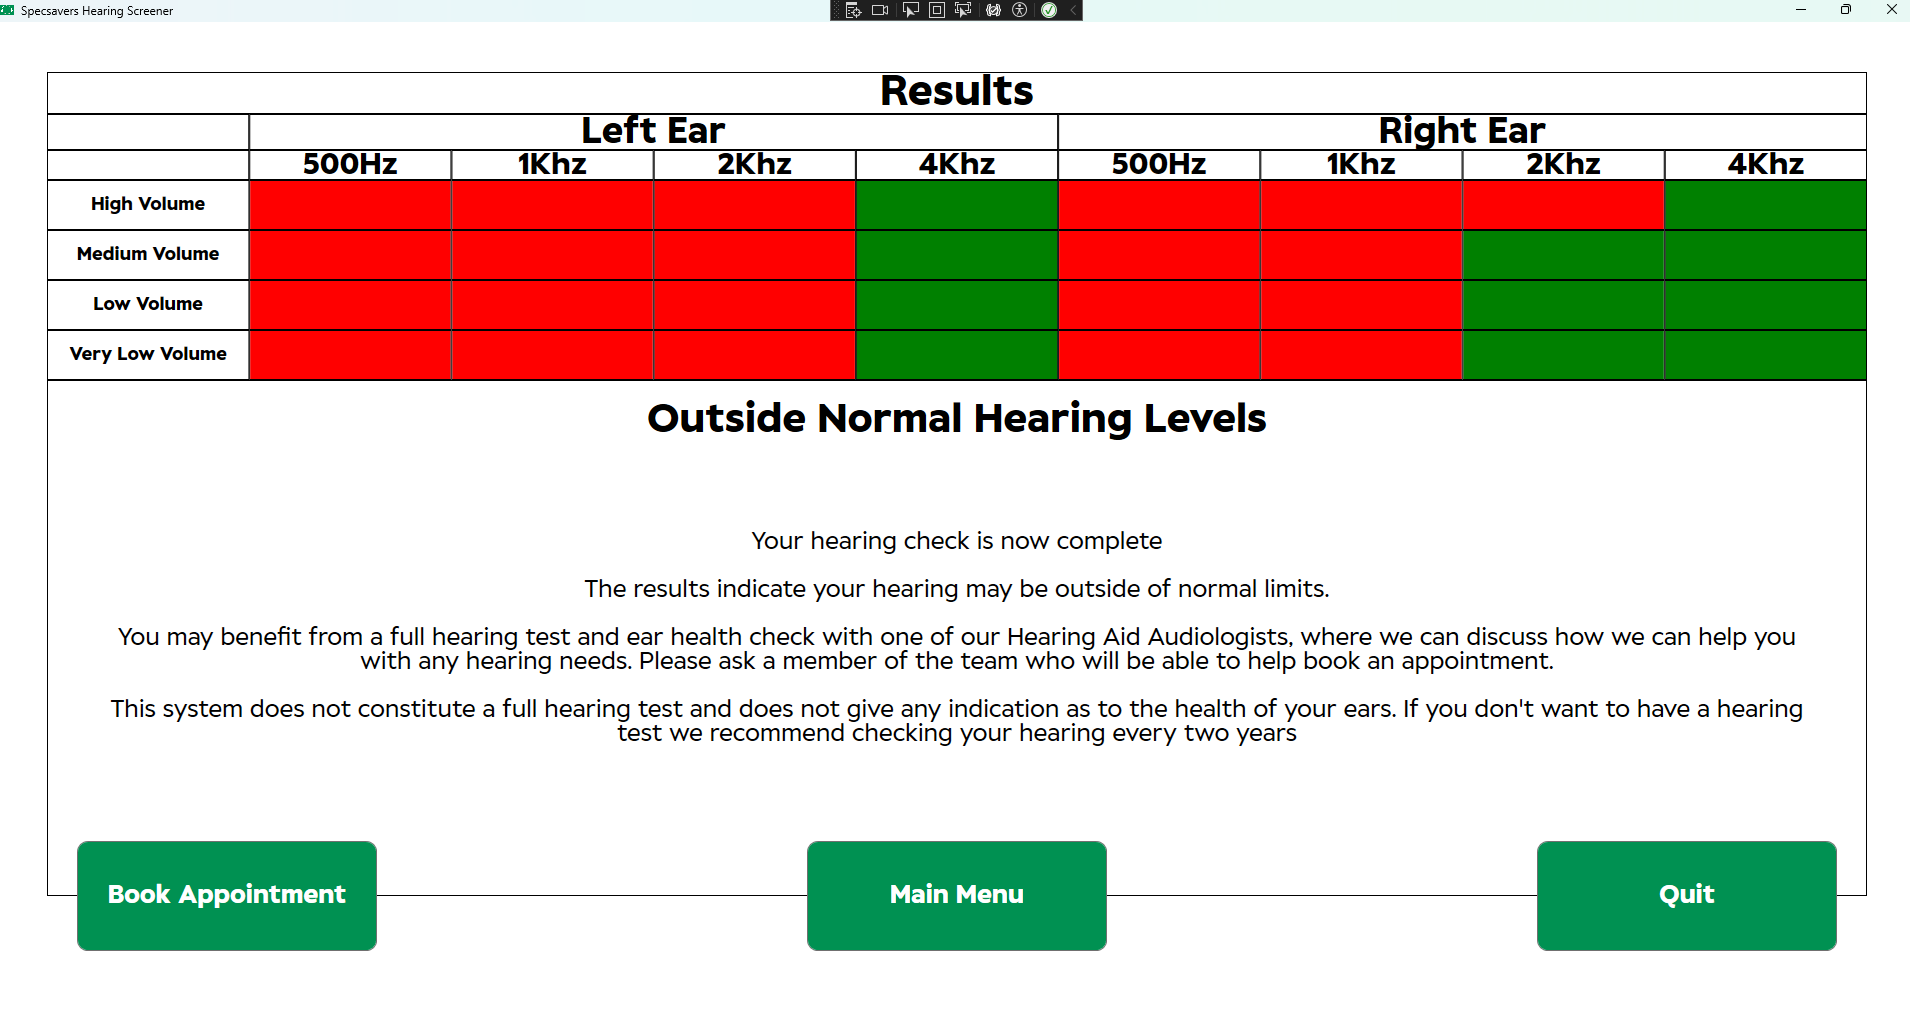 Specsavers Hearing Screener
Results
Left Ear Right Ear
500Hz 1Khz 2Khz 4Khz 500Hz 1Khz 2Khz 4Khz
High Volume
Medium Volume
Low Volume
Very Low Volume
Outside Normal Hearing Levels
Your hearing check is now complete
The results indicate your hearing may be outside of normal limits.
You may benefit from a full hearing test and ear health check with one of our Hearing Aid Audiologists, where we can discuss how we can help you
with any hearing needs. Please ask a member of the team who will be able to help book an appointment.
This system does not constitute a full hearing test and does not give any indication as to the health of your ears. If you don't want to have a hearing
test we recommend checking your hearing every two years
Book Appointment Main Menu Quit